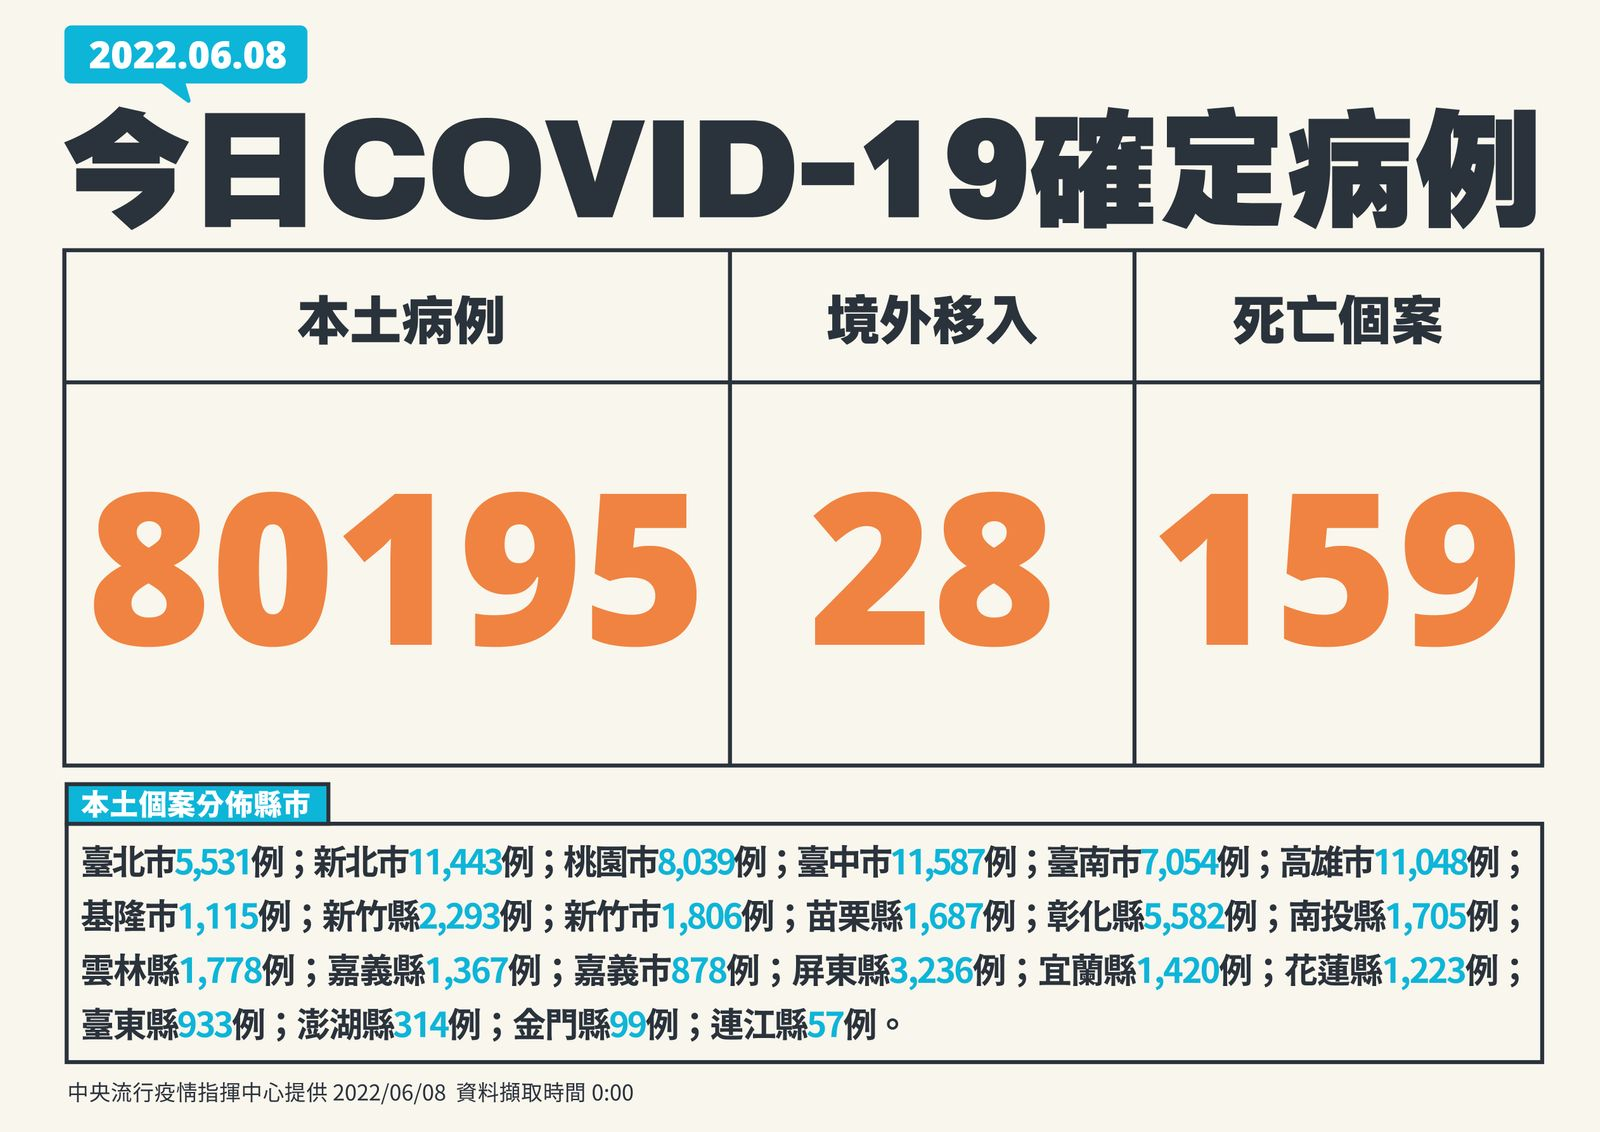 2022.06.08
今日COVID-19確定病例
本土病例 境外移入 死亡個案
80195 28 159
本土個案分佈縣市
臺北市5,531例；新北市11,443例；桃園市8,039例；臺中市11,587例；臺南市7,054例；高雄市11,048例；
基隆市1,115例；新竹縣2,293例；新竹市1,806例；苗栗縣1,687例；彰化縣5,582例；南投縣1,705例；
雲林縣1,778例；嘉義縣1,367例；嘉義市878例；屏東縣3,236例；宜蘭縣1,420例；花蓮縣1,223例；
臺東縣933例；澎湖縣314例；金門縣99例；連江縣57例。
中央流行疫情指揮中心提供 2022/06/08 資料擷取時間 0:00